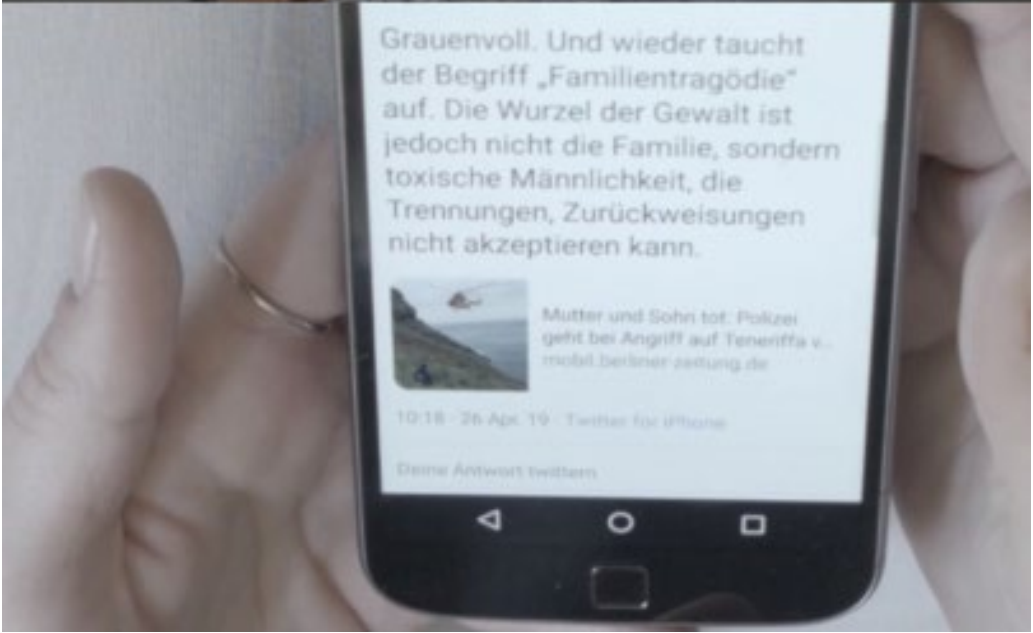 Grauenvoll. Und wieder taucht
der Begriff „Familientragödie“
auf. Die Wurzel der Gewalt ist
jedoch nicht die Familie, sondern
toxische Männlichkeit, die
Trennungen, Zurückweisungen
nicht akzeptieren kann.
Mutter und Sohn tot: Polizei
geht bei Angriff auf Teneriffa v...
mobil.berliner-zeitung.de
10:18 · 26 Apr. 19 · Twitter for iPhone
Deine Antwort twittern